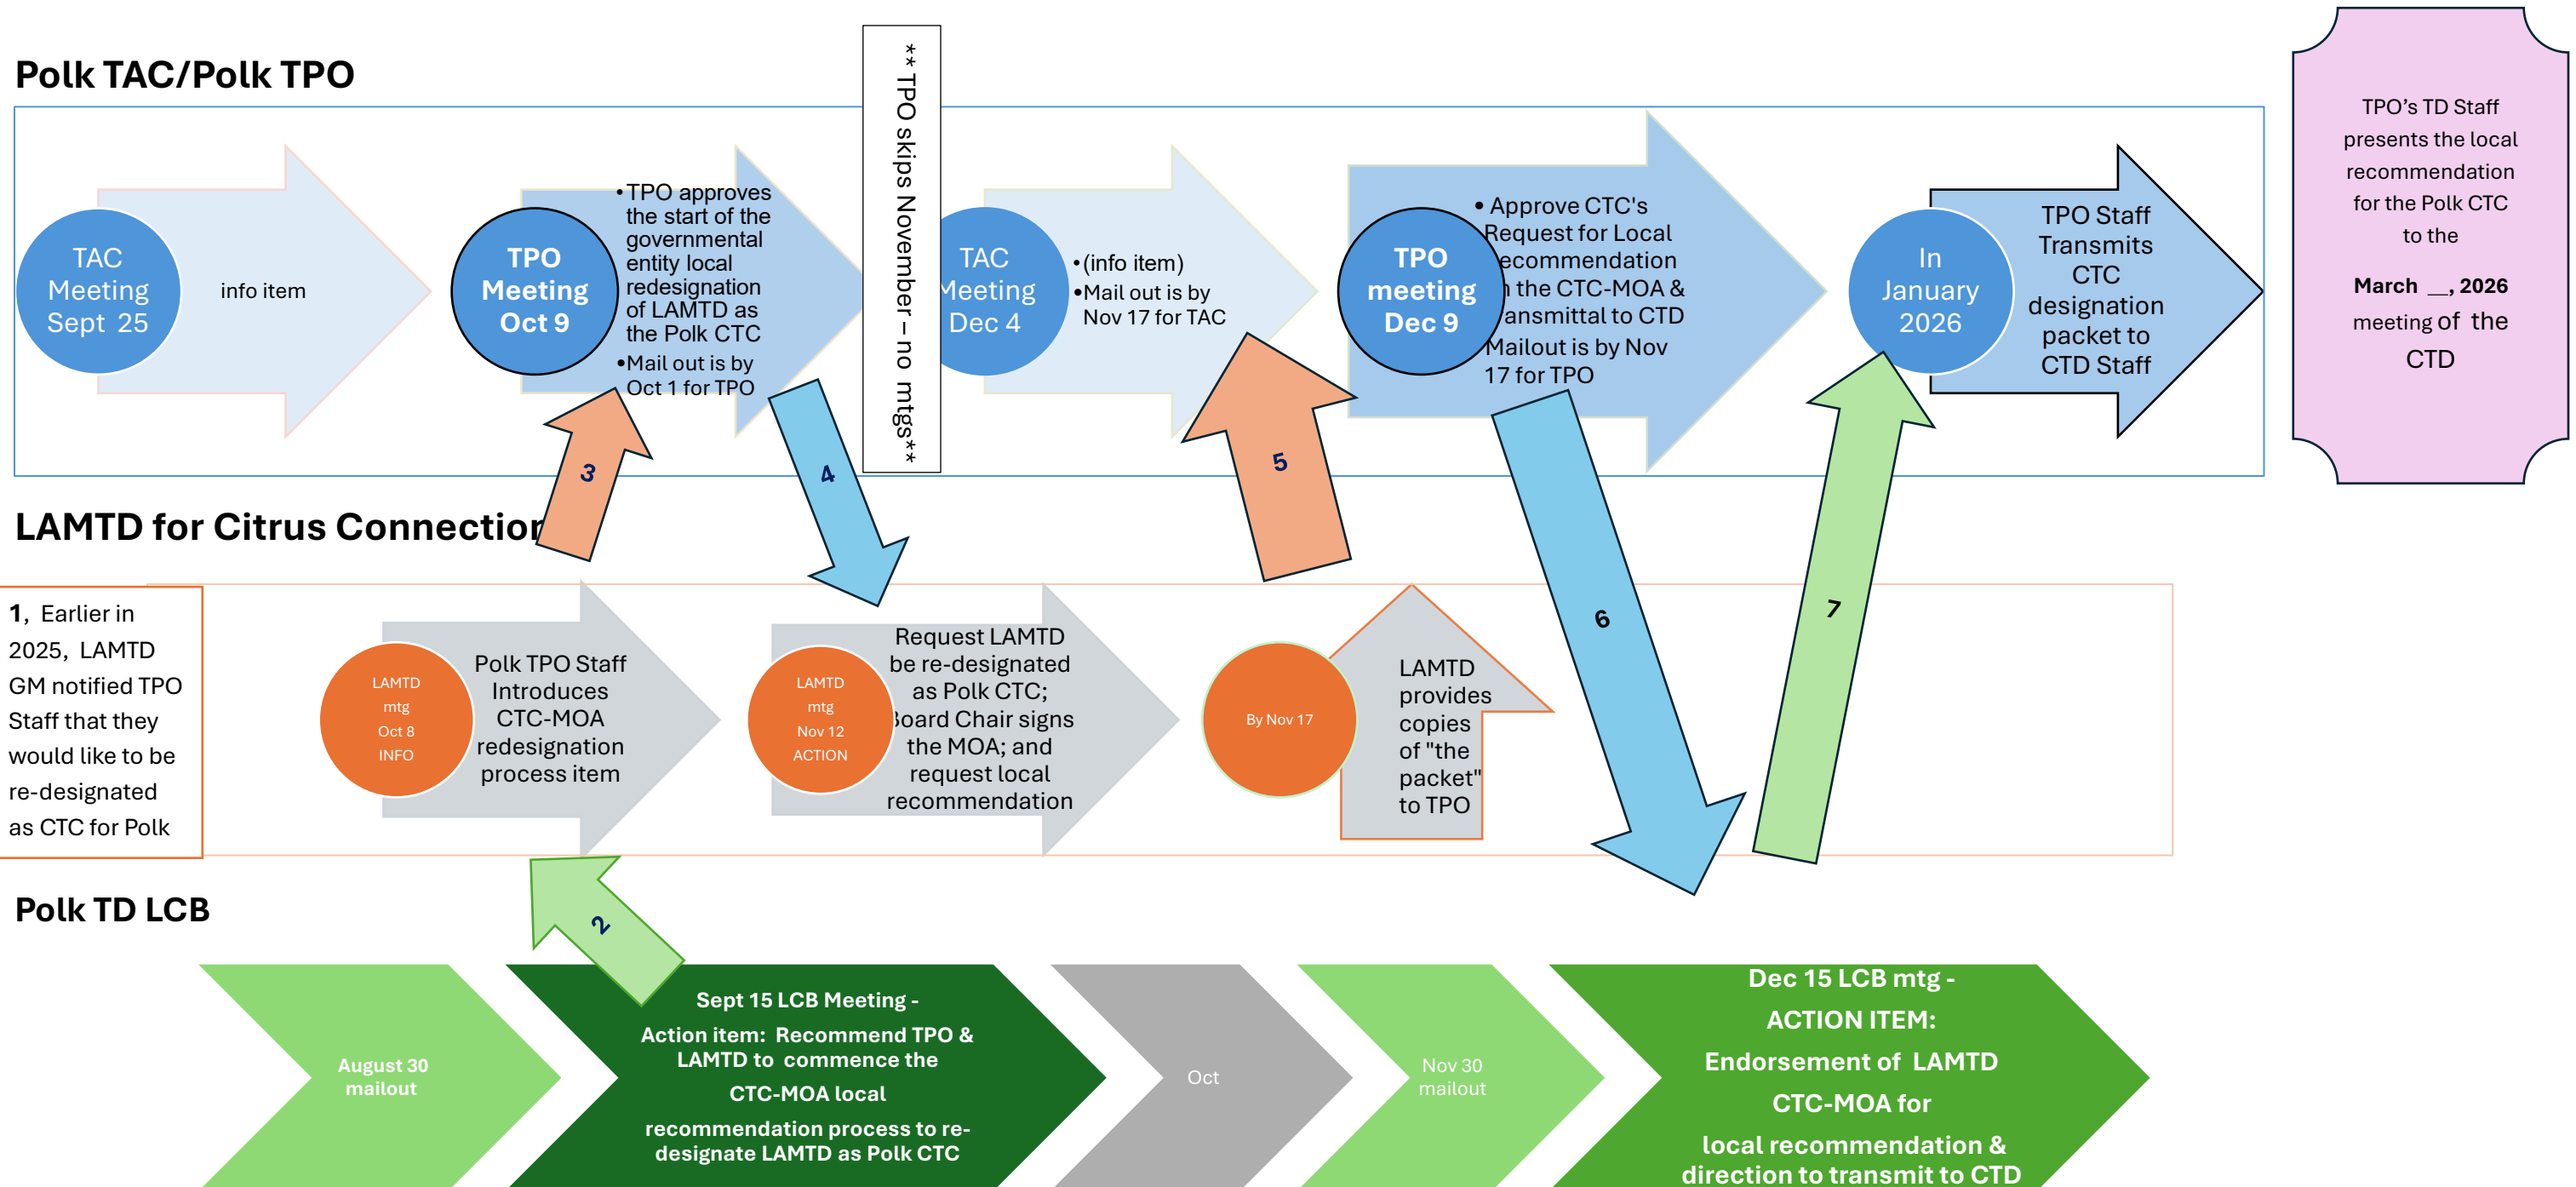 Polk TAC/Polk TPO
TAC
Meeting
Sept 25
info item
TPO
Meeting
Oct 9
•TPO approves
the start of the
governmental
entity local
redesignation
of LAMTD as
the Polk CTC
•Mail out is by
Oct 1 for TPO
** TPO skips November – no mtgs**
TAC
Meeting
Dec 4
•(info item)
•Mail out is by
Nov 17 for TAC
TPO
meeting
Dec 9
• Approve CTC's
Request for Local
ecommendation
the CTC-MOA &
ansmittal to CTD
Mailout is by Nov
17 for TPO
In
January
2026
TPO Staff
Transmits
CTC
designation
packet to
CTD Staff
TPO’s TD Staff
presents the local
recommendation
for the Polk CTC
to the
March __, 2026
meeting of the
CTD
3
4
5
6
7
LAMTD for Citrus Connection
1, Earlier in
2025, LAMTD
GM notified TPO
Staff that they
would like to be
re-designated
as CTC for Polk
LAMTD
mtg
Oct 8
INFO
Polk TPO Staff
Introduces
CTC-MOA
redesignation
process item
LAMTD
mtg
Nov 12
ACTION
Request LAMTD
be re-designated
as Polk CTC;
Board Chair signs
the MOA; and
request local
recommendation
By Nov 17
LAMTD
provides
copies
of "the
packet"
to TPO
Polk TD LCB
2
August 30
mailout
Sept 15 LCB Meeting -
Action item: Recommend TPO &
LAMTD to commence the
CTC-MOA local
recommendation process to re-
designate LAMTD as Polk CTC
Oct
Nov 30
mailout
Dec 15 LCB mtg -
ACTION ITEM:
Endorsement of LAMTD
CTC-MOA for
local recommendation &
direction to transmit to CTD